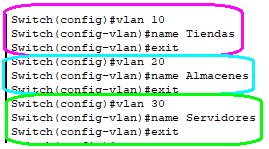 Switch(config)#vlan 10
Switch(config-vlan)#name Tiendas
Switch(config-vlan)#exit
Switch(config)#vlan 20
Switch(config-vlan)#name Almacenes
Switch(config-vlan)#exit
Switch(config)#vlan 30
Switch(config-vlan)#name Servidores
Switch(config-vlan)#exit